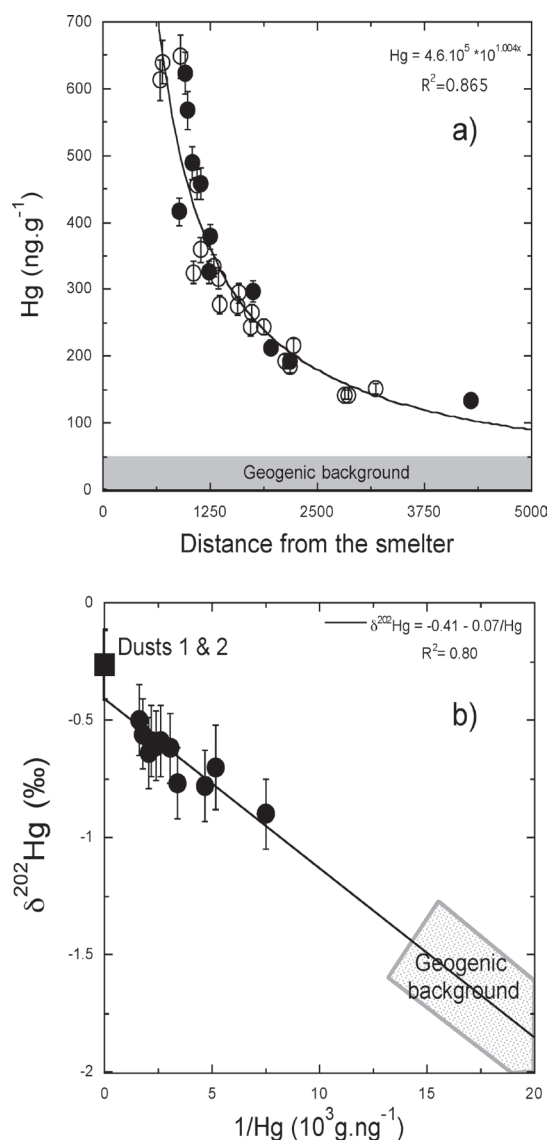 700
Hg = 4.6.10⁵ *10^1.004x
R²=0.865
600
a)
500
Hg (ng.g⁻¹)
400
300
200
100
Geogenic background
0
0 1250 2500 3750 5000
Distance from the smelter
0
δ²⁰²Hg = -0.41 - 0.07/Hg
Dusts 1 & 2
R²= 0.80
b)
-0.5
δ²⁰²Hg (‰)
-1
-1.5
Geogenic
background
-2
0 5 10 15 20
1/Hg (10³g.ng⁻¹)